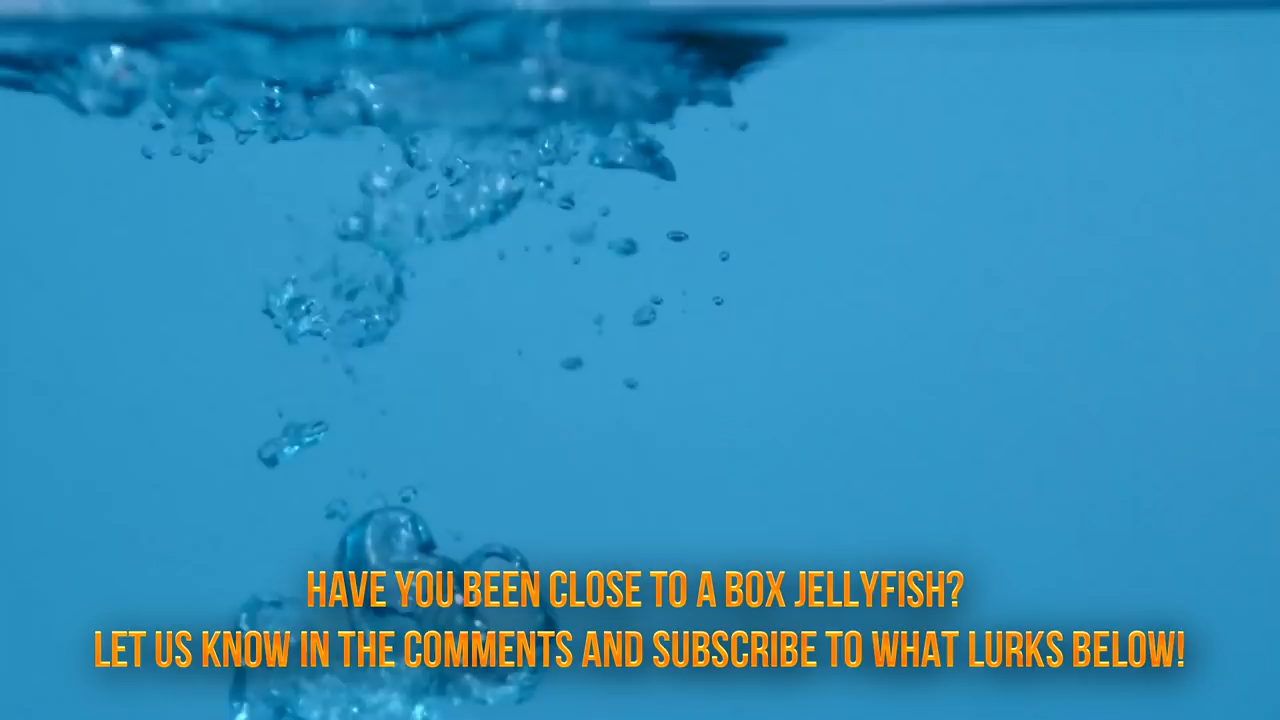 HAVE YOU BEEN CLOSE TO A BOX JELLYFISH?
LET US KNOW IN THE COMMENTS AND SUBSCRIBE TO WHAT LURKS BELOW!